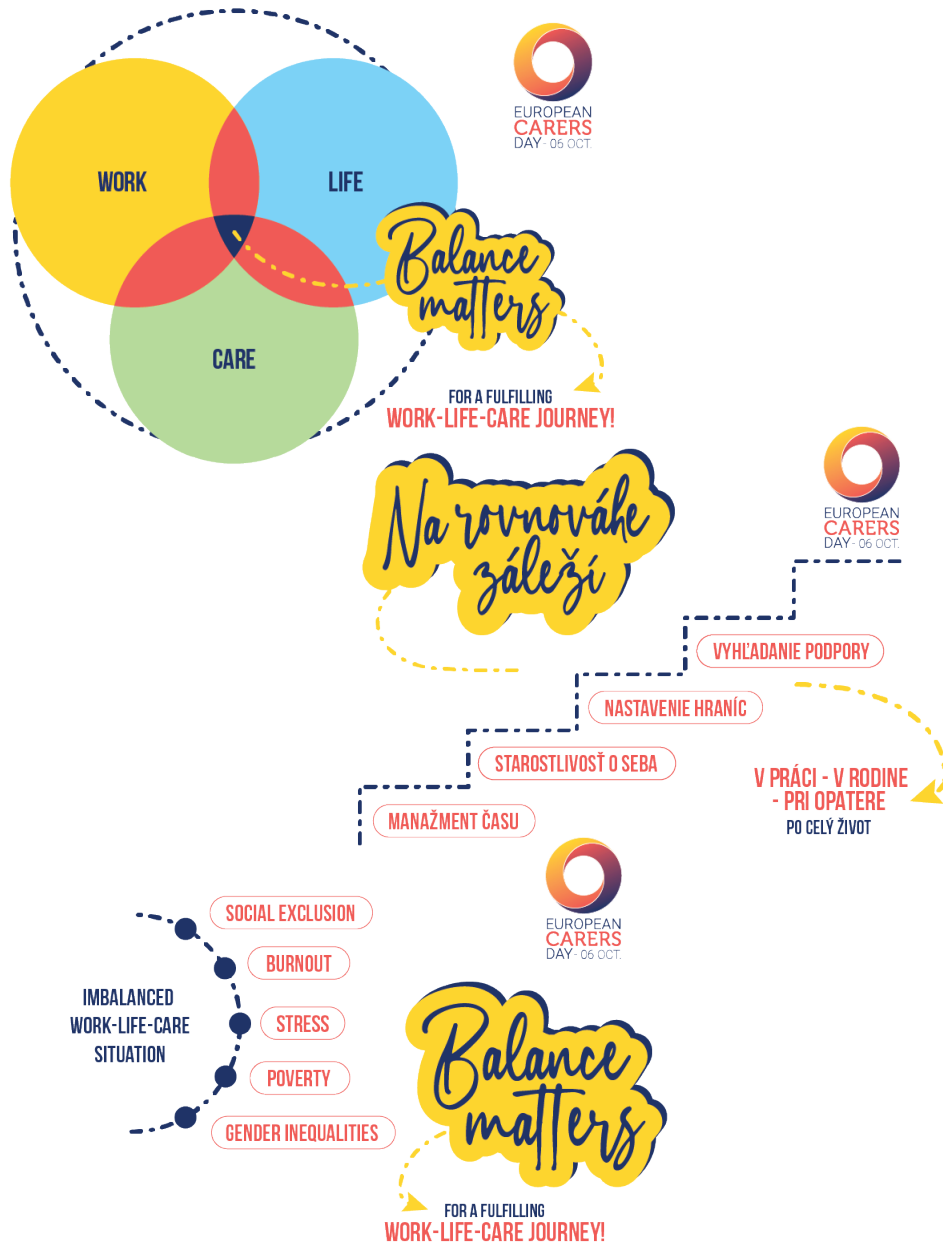 EUROPEAN
CARERS
DAY - 06 OCT.
WORK
LIFE
Balance
matters
CARE
FOR A FULFILLING
WORK-LIFE-CARE JOURNEY!
Na rovnováhe
záleží
EUROPEAN
CARERS
DAY - 06 OCT.
VYHĽADANIE PODPORY
NASTAVENIE HRANÍC
STAROSTLIVOSŤ O SEBA
MANAŽMENT ČASU
V PRÁCI - V RODINE
- PRI OPATERE
PO CELÝ ŽIVOT
EUROPEAN
CARERS
DAY - 06 OCT.
SOCIAL EXCLUSION
BURNOUT
IMBALANCED
WORK-LIFE-CARE
SITUATION
STRESS
POVERTY
GENDER INEQUALITIES
Balance
matters
FOR A FULFILLING
WORK-LIFE-CARE JOURNEY!